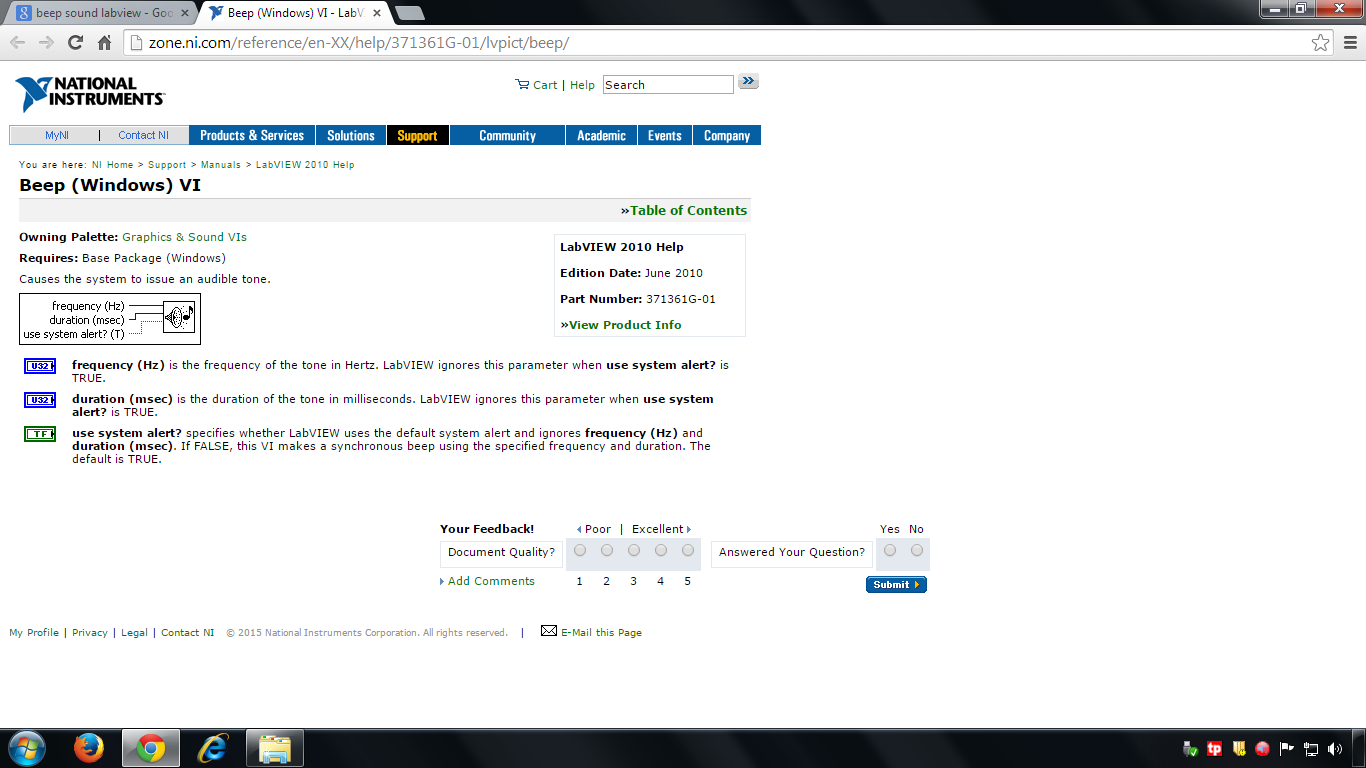 beep sound labview - Goo
Beep (Windows) VI - LabV
zone.ni.com/reference/en-XX/help/371361G-01/lvpict/beep/
NATIONAL
INSTRUMENTS
Cart | Help Search
MyNI | Contact NI Products & Services Solutions Support Community Academic Events Company
You are here: NI Home > Support > Manuals > LabVIEW 2010 Help
Beep (Windows) VI
»Table of Contents
Owning Palette: Graphics & Sound VIs
Requires: Base Package (Windows)
Causes the system to issue an audible tone.
LabVIEW 2010 Help
Edition Date: June 2010
Part Number: 371361G-01
»View Product Info
frequency (Hz)
duration (msec)
use system alert? (T)
U32 frequency (Hz) is the frequency of the tone in Hertz. LabVIEW ignores this parameter when use system alert? is
TRUE.
U32 duration (msec) is the duration of the tone in milliseconds. LabVIEW ignores this parameter when use system
alert? is TRUE.
TF use system alert? specifies whether LabVIEW uses the default system alert and ignores frequency (Hz) and
duration (msec). If FALSE, this VI makes a synchronous beep using the specified frequency and duration. The
default is TRUE.
Your Feedback! Poor | Excellent Yes No
Document Quality? Answered Your Question?
Add Comments 1 2 3 4 5 Submit
My Profile | Privacy | Legal | Contact NI © 2015 National Instruments Corporation. All rights reserved. | E-Mail this Page
tp